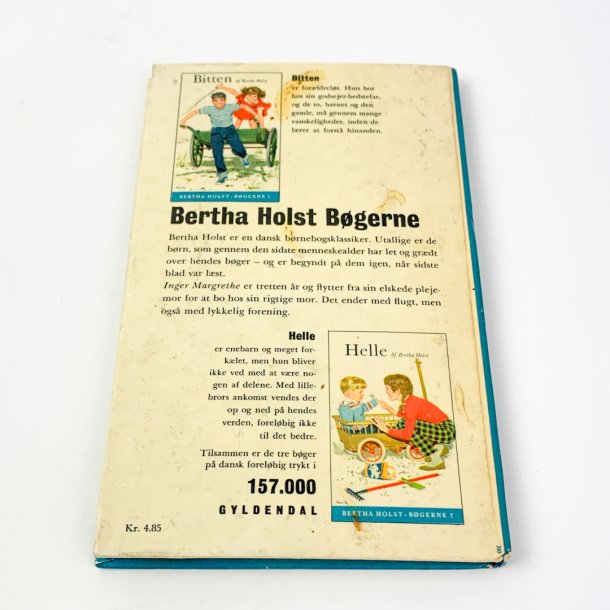 Bitten Af Bertha Holst
BERTHA HOLST - BØGERNE 1
Bitten
er forældreløs. Hun bor
hos sin godsejer-bedstefar,
og de to, barnet og den
gamle, må gennem mange
vanskeligheder, inden de
lærer at forstå hinanden.
Bertha Holst Bøgerne
Bertha Holst er en dansk børnebogsklassiker. Utallige er de
børn, som gennem den sidste menneskealder har let og grædt
over hendes bøger – og er begyndt på dem igen, når sidste
blad var læst.
Inger Margrethe er tretten år og flytter fra sin elskede pleje-
mor for at bo hos sin rigtige mor. Det ender med flugt, men
også med lykkelig forening.
Helle
er enebarn og meget for-
kælet, men hun bliver
ikke ved med at være no-
gen af delene. Med lille-
brors ankomst vendes der
op og ned på hendes
verden, foreløbig ikke
til det bedre.
Tilsammen er de tre bøger
på dansk foreløbig trykt i
157.000
GYLDENDAL
Helle Af Bertha Holst
BERTHA HOLST - BØGERNE 2
Kr. 4.85